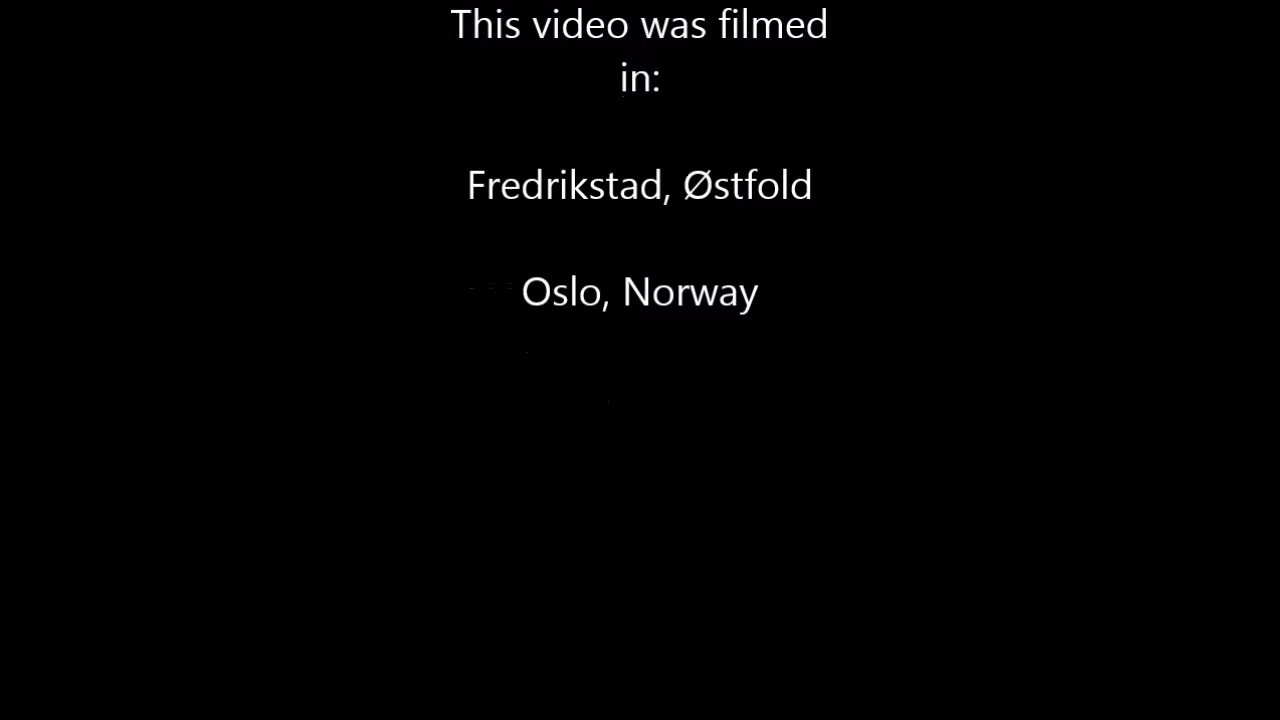 This video was filmed
in:
Fredrikstad, Østfold
Oslo, Norway